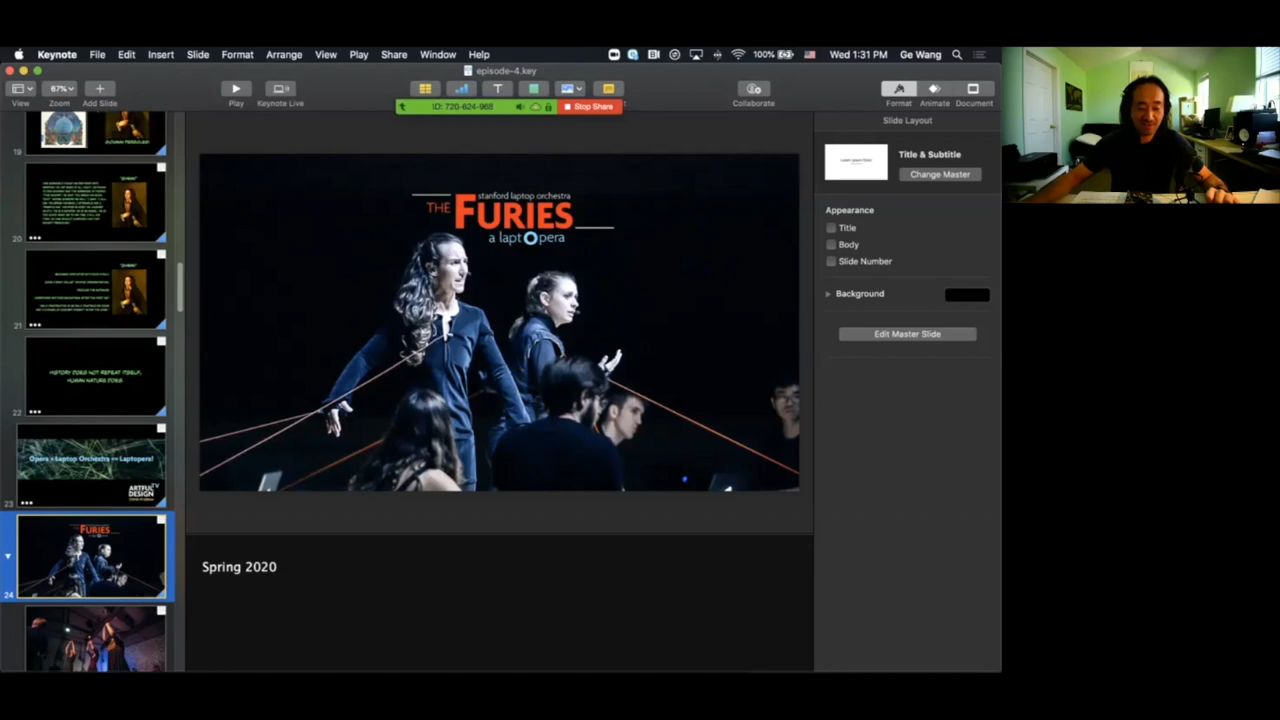 Keynote File Edit Insert Slide Format Arrange View Play Share Window Help
100% Wed 1:31 PM Ge Wang
episode-4.key
67%
View Zoom Add Slide Play Keynote Live Collaborate Format Animate Document
ID: 720-624-968 Stop Share
Slide Layout
Title & Subtitle
Change Master
Appearance
Title
Body
Slide Number
Background
Edit Master Slide
19
20
21
HISTORY DOES NOT REPEAT ITSELF,
HUMAN NATURE DOES
22
Opera + Laptop Orchestra == Laptopera!
ARTFUL
DESIGN
TV
23
FURIES
24
stanford laptop orchestra
THE FURIES
a laptOpera
Spring 2020